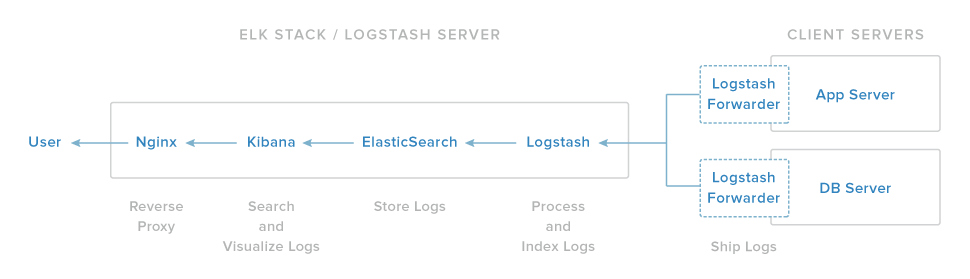 ELK STACK / LOGSTASH SERVER
CLIENT SERVERS
Logstash
Forwarder
App Server
User
Nginx
Kibana
ElasticSearch
Logstash
Logstash
Forwarder
DB Server
Reverse
Proxy
Search
and
Visualize Logs
Store Logs
Process
and
Index Logs
Ship Logs